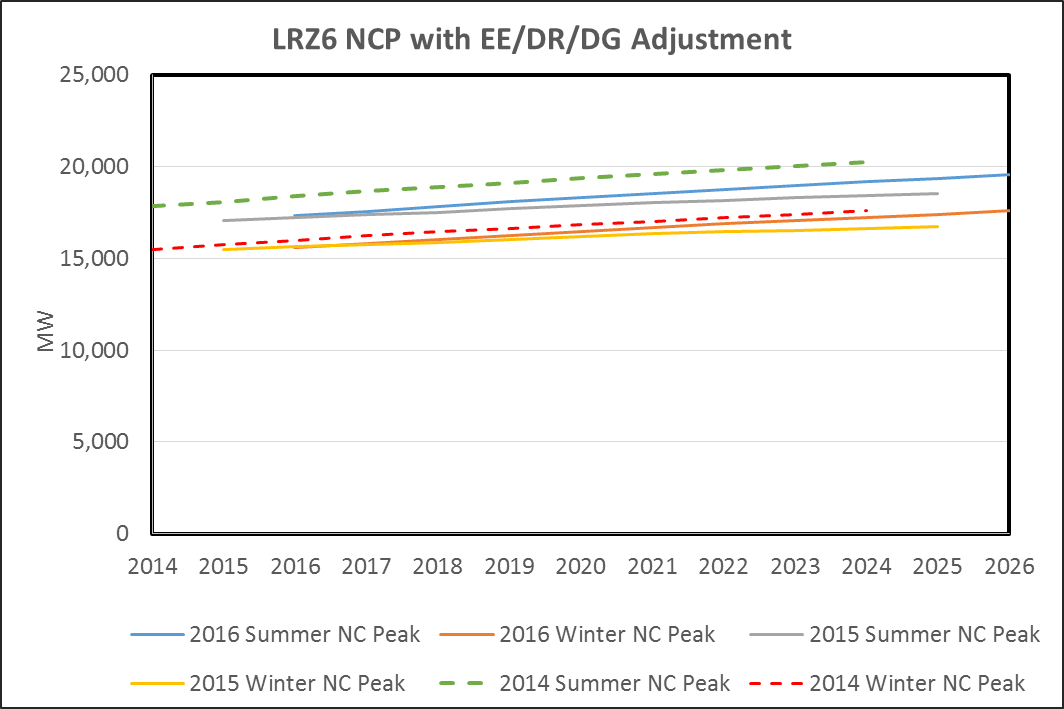 LRZ6 NCP with EE/DR/DG Adjustment
25,000
20,000
15,000
10,000
5,000
0
MW
2014 2015 2016 2017 2018 2019 2020 2021 2022 2023 2024 2025 2026
2016 Summer NC Peak 2016 Winter NC Peak 2015 Summer NC Peak
2015 Winter NC Peak 2014 Summer NC Peak 2014 Winter NC Peak